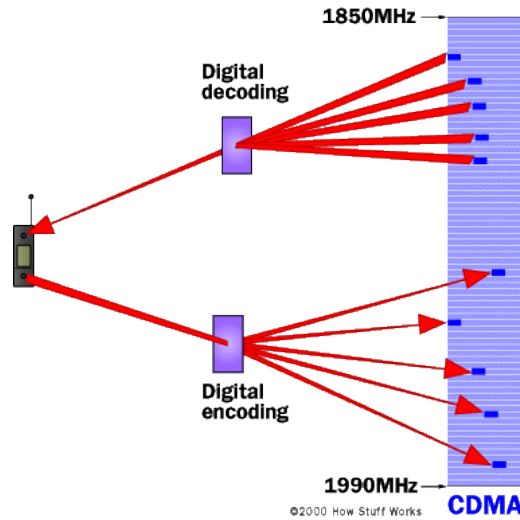 1850MHz
Digital
decoding
Digital
encoding
1990MHz
©2000 How Stuff Works
CDMA